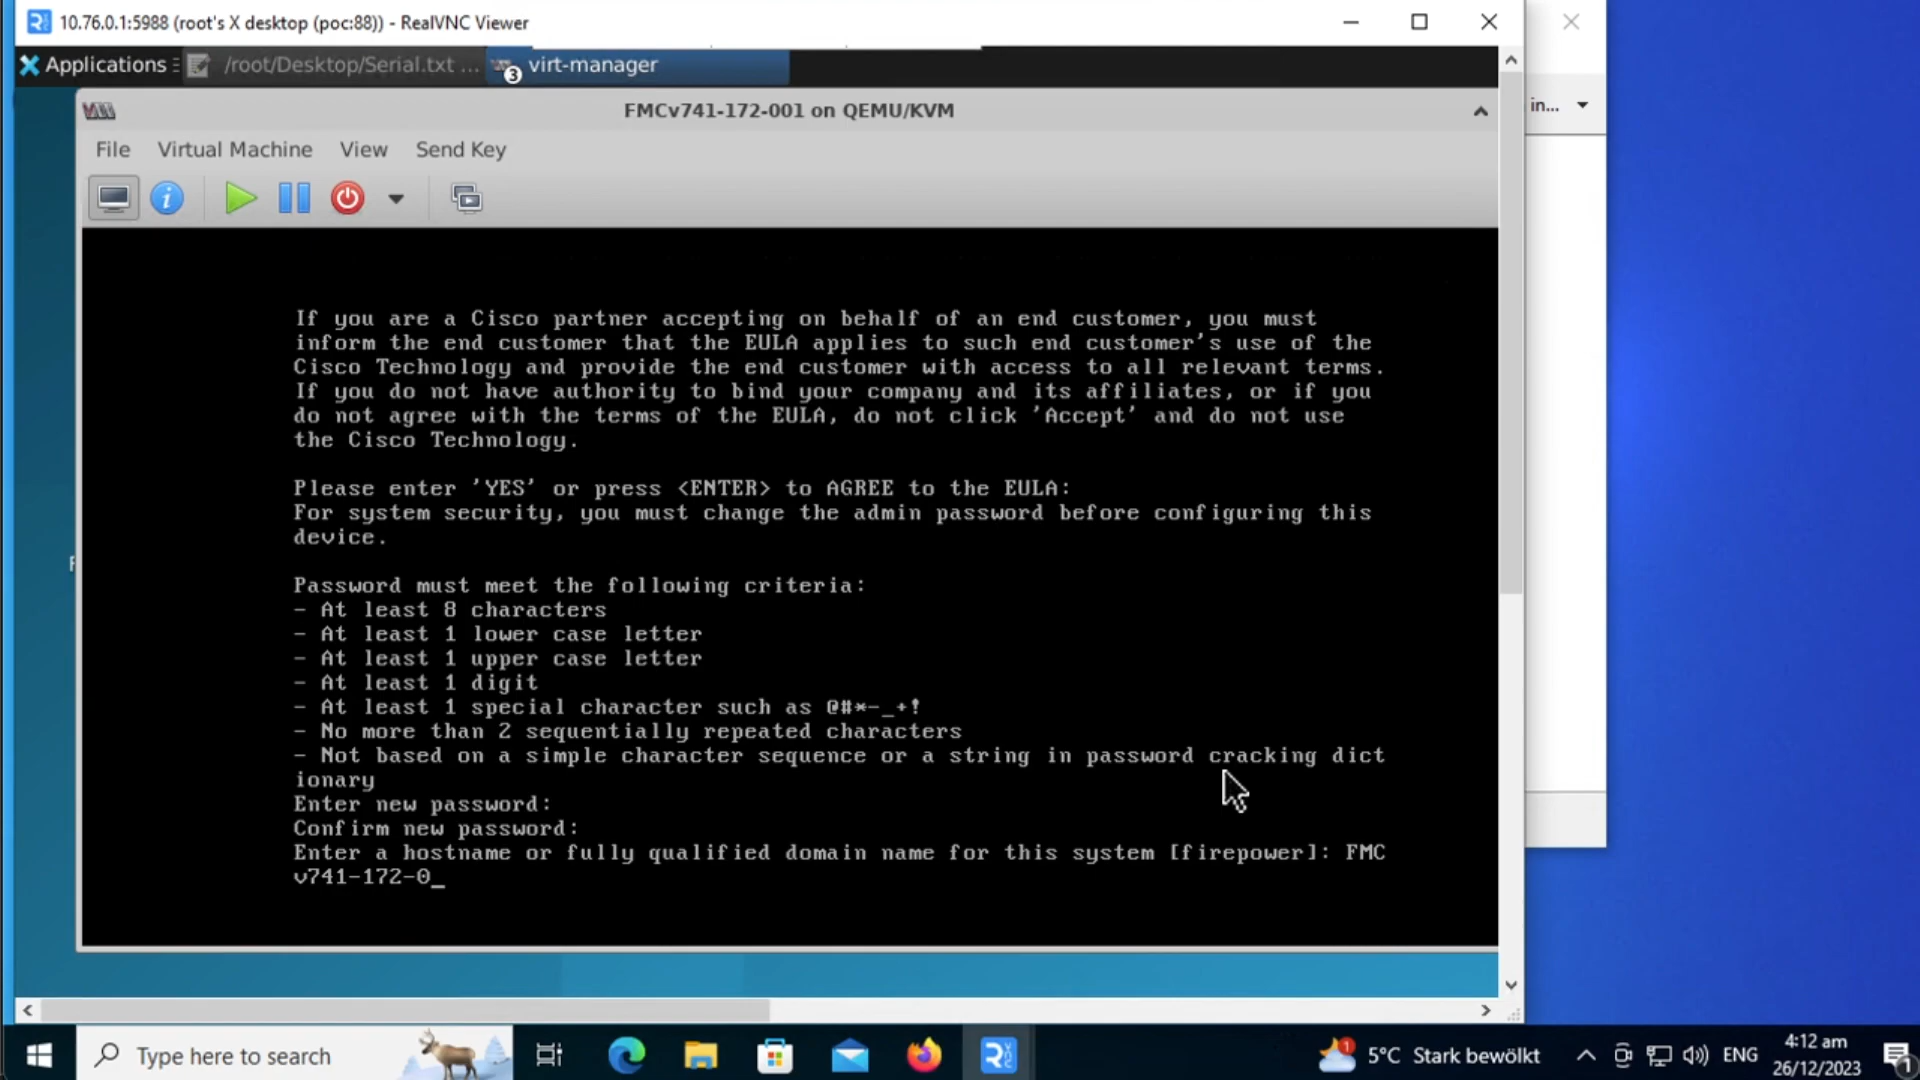 10.76.0.1:5988 (root's X desktop (poc:88)) - RealVNC Viewer
Applications
/root/Desktop/Serial.txt ...
3
virt-manager
in...
FMCv741-172-001 on QEMU/KVM
File Virtual Machine View Send Key
If you are a Cisco partner accepting on behalf of an end customer, you must
inform the end customer that the EULA applies to such end customer's use of the
Cisco Technology and provide the end customer with access to all relevant terms.
If you do not have authority to bind your company and its affiliates, or if you
do not agree with the terms of the EULA, do not click 'Accept' and do not use
the Cisco Technology.
Please enter 'YES' or press <ENTER> to AGREE to the EULA:
For system security, you must change the admin password before configuring this
device.
Password must meet the following criteria:
- At least 8 characters
- At least 1 lower case letter
- At least 1 upper case letter
- At least 1 digit
- At least 1 special character such as @#*-_+!
- No more than 2 sequentially repeated characters
- Not based on a simple character sequence or a string in password cracking dict
ionary
Enter new password:
Confirm new password:
Enter a hostname or fully qualified domain name for this system [firepower]: FMC
v741-172-0_
Type here to search
1
5°C Stark bewölkt
ENG
4:12 am
26/12/2023
1